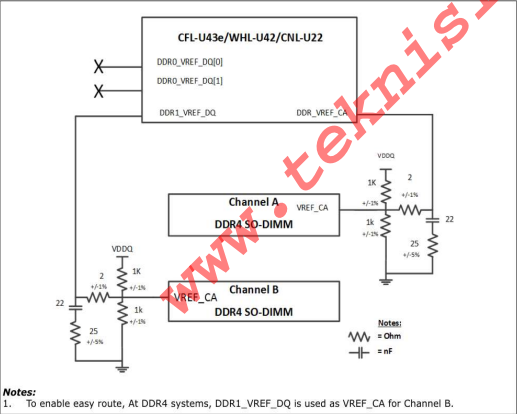 CFL-U43e/WHL-U42/CNL-U22
DDR0_VREF_DQ[0]
DDR0_VREF_DQ[1]
DDR1_VREF_DQ
DDR_VREF_CA
VDDQ
1K
+/-1%
2
+/-1%
Channel A
VREF_CA
DDR4 SO-DIMM
1k
+/-1%
22
25
+/-5%
VDDQ
1K
+/-1%
2
+/-1%
Channel B
VREF_CA
DDR4 SO-DIMM
22
1k
+/-1%
25
+/-5%
Notes:
= Ohm
= nF
Notes:
1. To enable easy route, At DDR4 systems, DDR1_VREF_DQ is used as VREF_CA for Channel B.
www.teknis